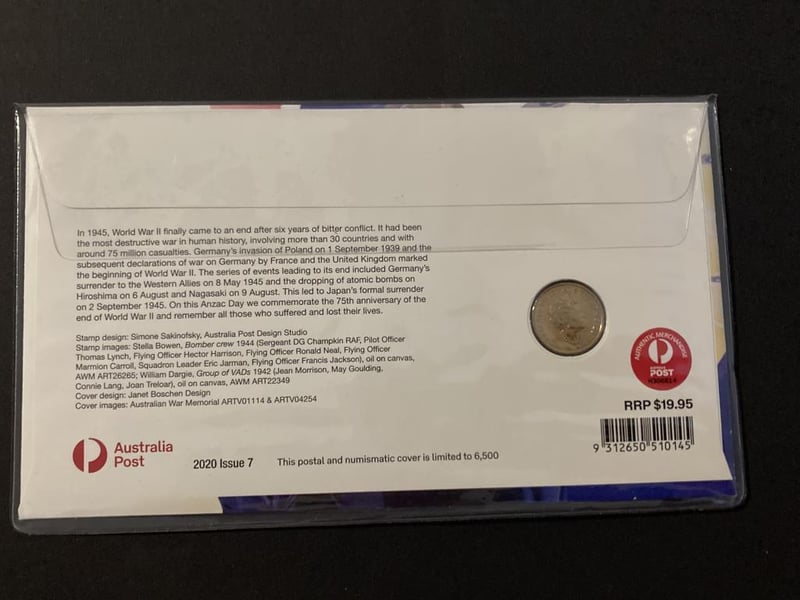 In 1945, World War II finally came to an end after six years of bitter conflict. It had been
the most destructive war in human history, involving more than 30 countries and with
around 75 million casualties. Germany's invasion of Poland on 1 September 1939 and the
subsequent declarations of war on Germany by France and the United Kingdom marked
the beginning of World War II. The series of events leading to its end included Germany's
surrender to the Western Allies on 8 May 1945 and the dropping of atomic bombs on
Hiroshima on 6 August and Nagasaki on 9 August. This led to Japan's formal surrender
on 2 September 1945. On this Anzac Day we commemorate the 75th anniversary of the
end of World War II and remember all those who suffered and lost their lives.
Stamp design: Simone Sakinofsky, Australia Post Design Studio
Stamp images: Stella Bowen, Bomber crew 1944 (Sergeant DG Champkin RAF, Pilot Officer
Thomas Lynch, Flying Officer Hector Harrison, Flying Officer Ronald Neal, Flying Officer
Marmion Carroll, Squadron Leader Eric Jarman, Flying Officer Francis Jackson), oil on canvas,
AWM ART26265; William Dargie, Group of VADs 1942 (Jean Morrison, May Goulding,
Connie Lang, Joan Treloar), oil on canvas, AWM ART22349
Cover design: Janet Boschen Design
Cover images: Australian War Memorial ARTV01114 & ARTV04254
AUTHENTIC MERCHANDISE
POST
RRP $19.95
9 312650 510145
Australia
Post
2020 Issue 7
This postal and numismatic cover is limited to 6,500